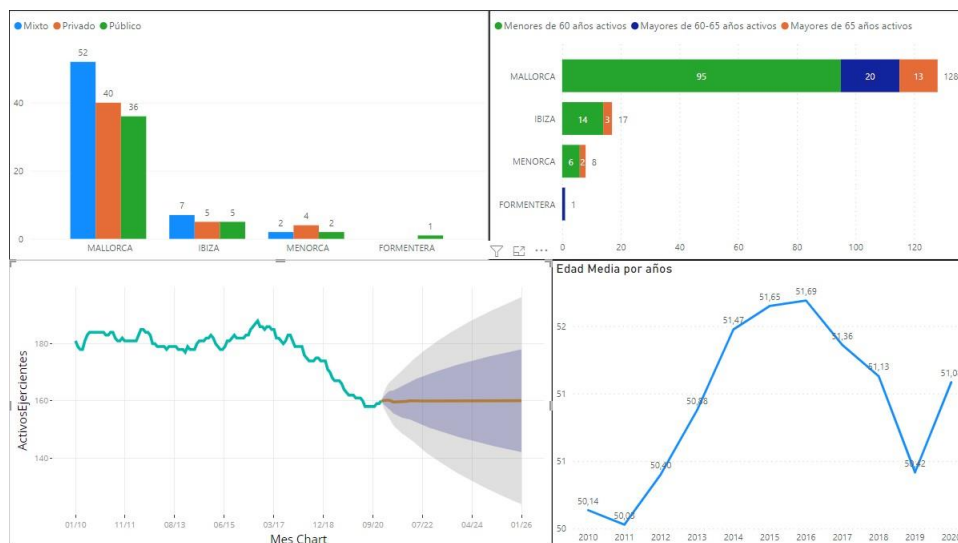 Mixto Privado Público
52
40
36
7
5
5
2
4
2
1
40
20
0
MALLORCA IBIZA MENORCA FORMENTERA
Menores de 60 años activos Mayores de 60-65 años activos Mayores de 65 años activos
MALLORCA 95 20 13 128
IBIZA 14 3 17
MENORCA 6 2 8
FORMENTERA 1
0 20 40 60 80 100 120
ActivosEjercientes
180
160
140
01/10 11/11 08/13 06/15 03/17 12/18 09/20 07/22 04/24 01/26
Mes Chart
Edad Media por años
52
51
51
50
50,14
50,03
50,40
50,88
51,47
51,65
51,69
51,36
51,13
50,42
2010 2011 2012 2013 2014 2015 2016 2017 2018 2019 2020